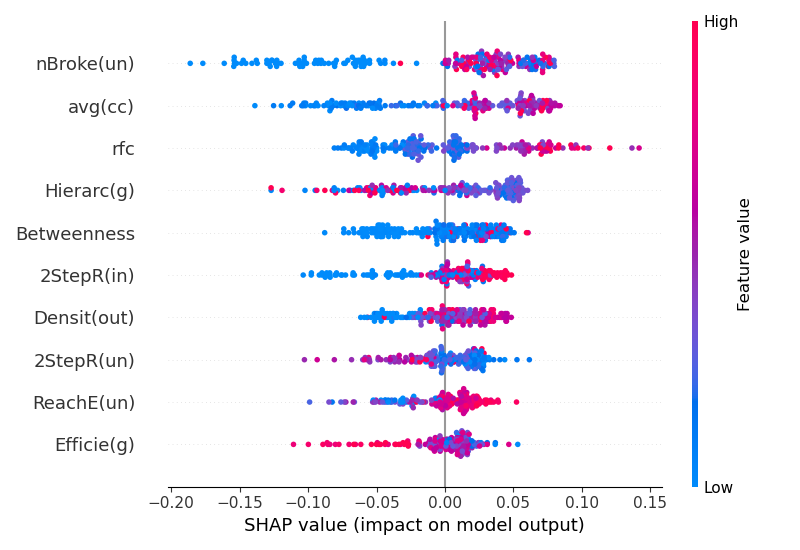 High
nBroke(un)
avg(cc)
rfc
Hierarc(g)
Betweenness
2StepR(in)
Densit(out)
2StepR(un)
ReachE(un)
Efficie(g)
Feature value
Low
−0.20 −0.15 −0.10 −0.05 0.00 0.05 0.10 0.15
SHAP value (impact on model output)